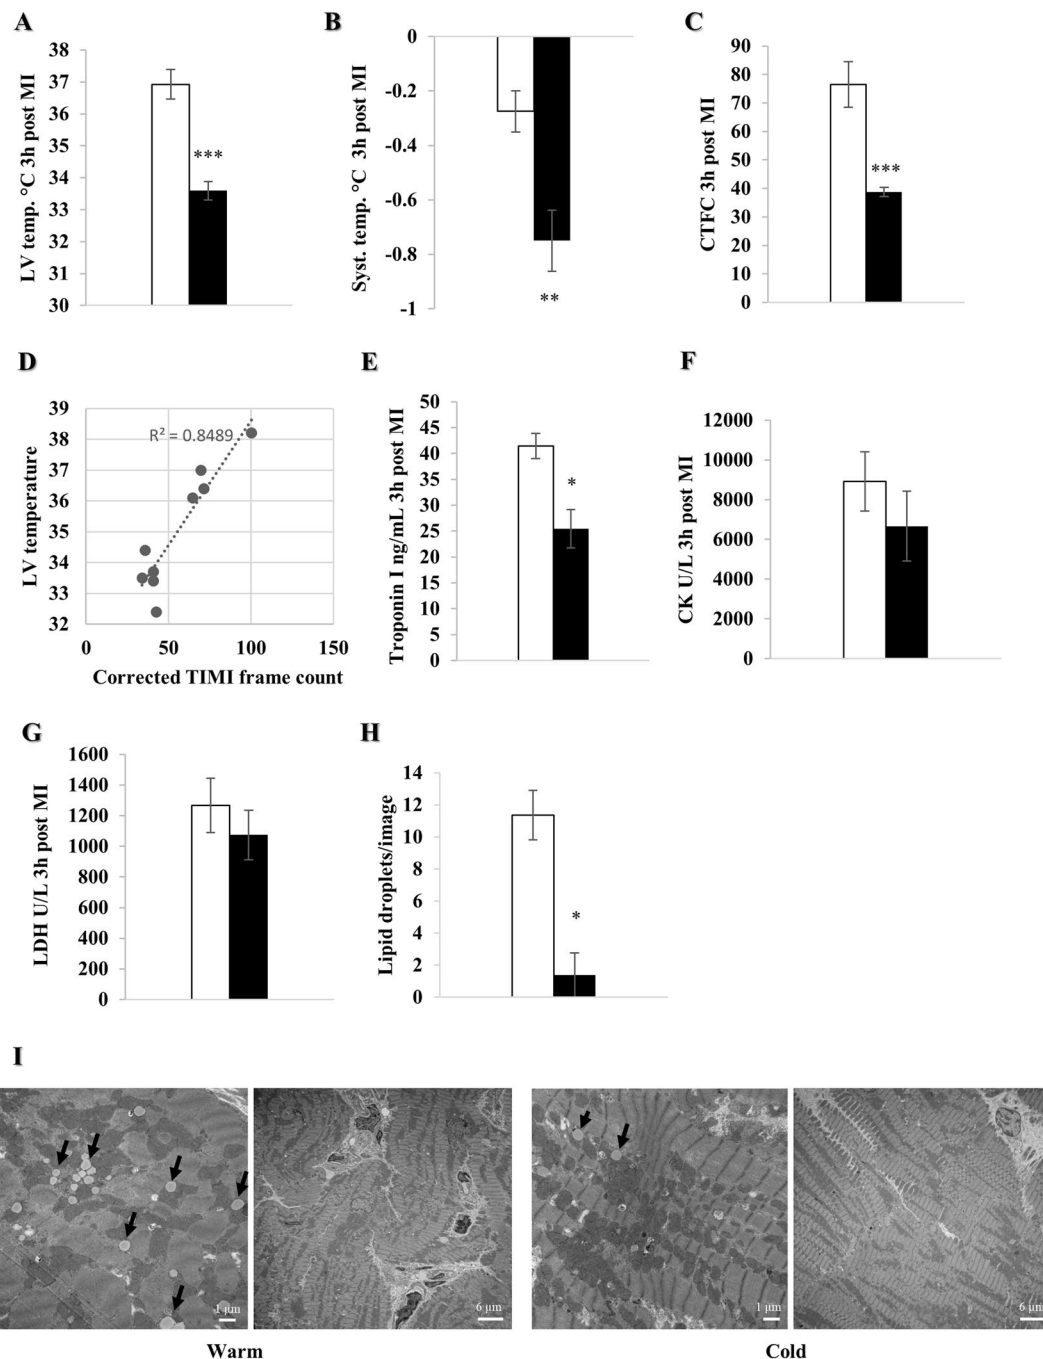 A
LV temp. °C 3h post MI
38
37
36
35
34
33
32
31
30
***
B
Syst. temp. °C 3h post MI
0
-0.2
-0.4
-0.6
-0.8
-1
**
C
CTFC 3h post MI
90
80
70
60
50
40
30
20
10
0
***
D
LV temperature
39
38
37
36
35
34
33
32
R² = 0.8489
0 50 100 150
Corrected TIMI frame count
E
Troponin I ng/mL 3h post MI
50
45
40
35
30
25
20
15
10
5
0
*
F
CK U/L 3h post MI
12000
10000
8000
6000
4000
2000
0
G
LDH U/L 3h post MI
1600
1400
1200
1000
800
600
400
200
0
H
Lipid droplets/image
14
12
10
8
6
4
2
0
*
I
1 μm
6 μm
1 μm
6 μm
Warm
Cold